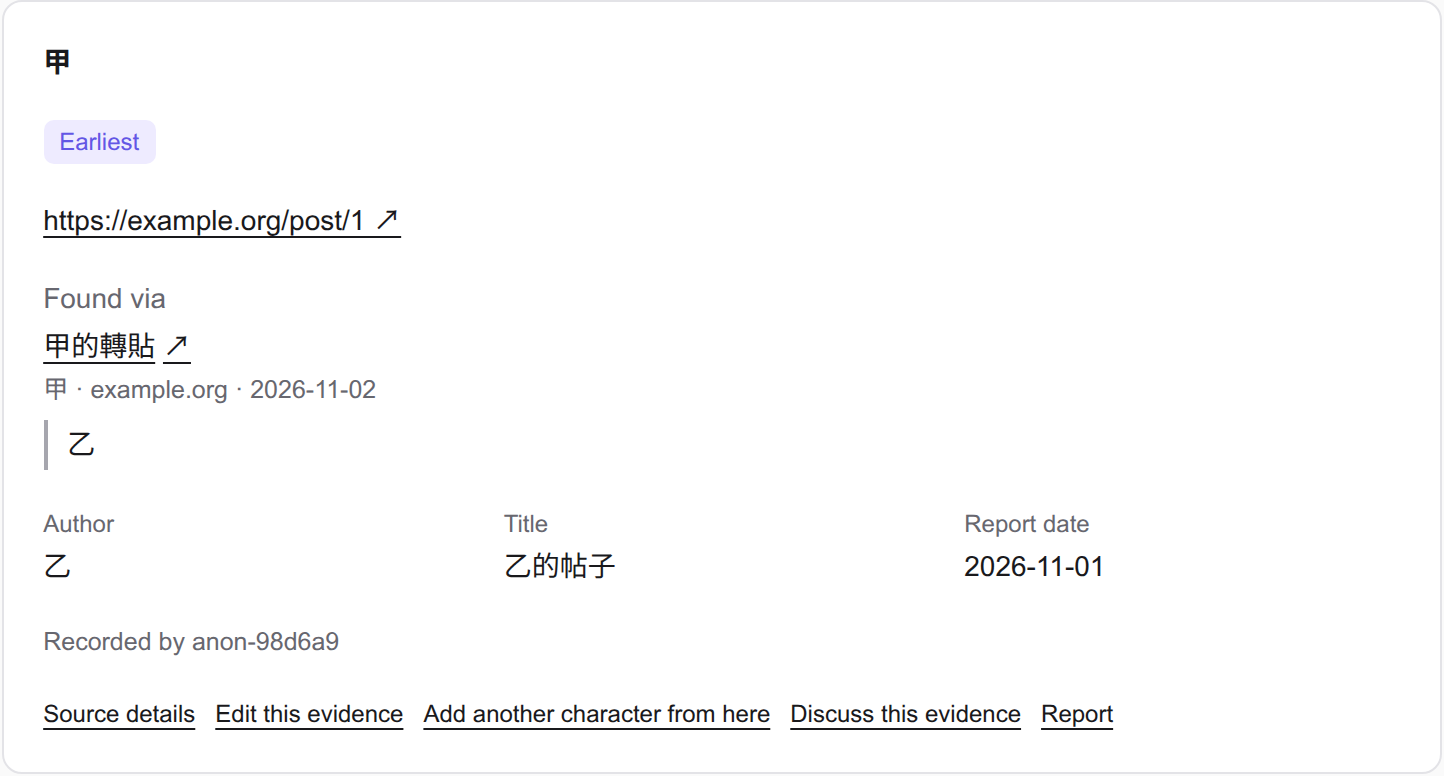 甲
Earliest
https://example.org/post/1 ↗
Found via
甲的轉貼 ↗
甲 · example.org · 2026-11-02
乙
Author Title Report date
乙 乙的帖子 2026-11-01
Recorded by anon-98d6a9
Source details Edit this evidence Add another character from here Discuss this evidence Report